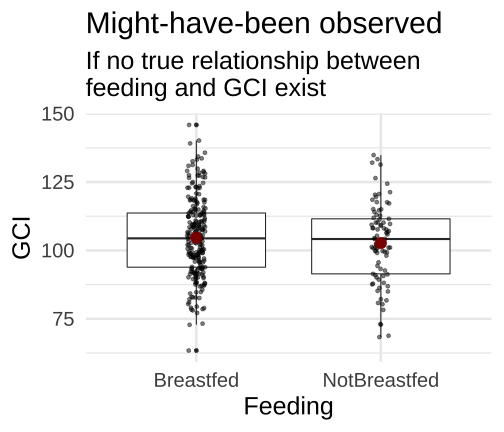 Might-have-been observed
If no true relationship between
feeding and GCI exist
150
125
100
75
GCI
Breastfed
NotBreastfed
Feeding